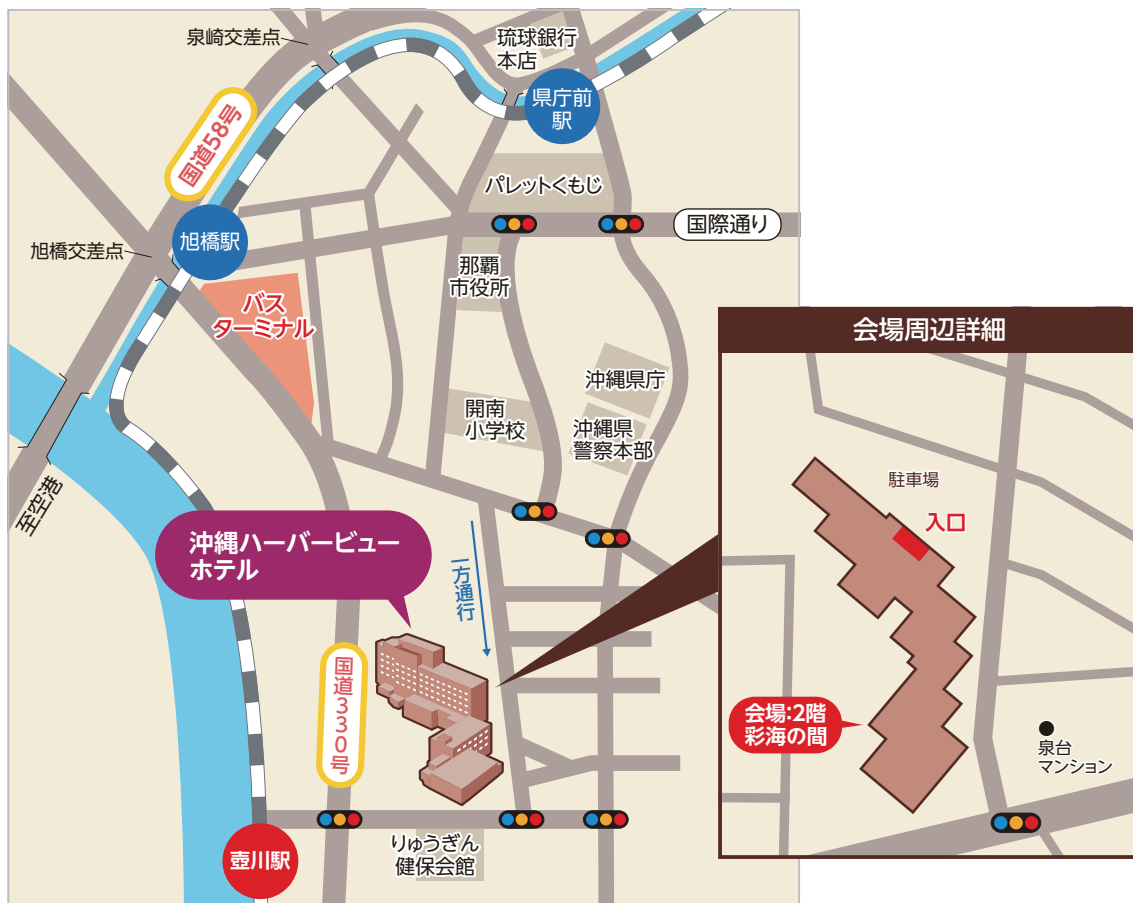 泉崎交差点
琉球銀行
本店
県庁前
駅
国道58号
パレットくもじ
国際通り
旭橋駅
旭橋交差点
那覇
市役所
バス
ターミナル
沖縄県庁
開南
小学校
沖縄県
警察本部
至空港
沖縄ハーバービュー
ホテル
一方通行
国道330号
りゅうぎん
健保会館
壺川駅
会場周辺詳細
駐車場
入口
会場:2階
彩海の間
泉台
マンション